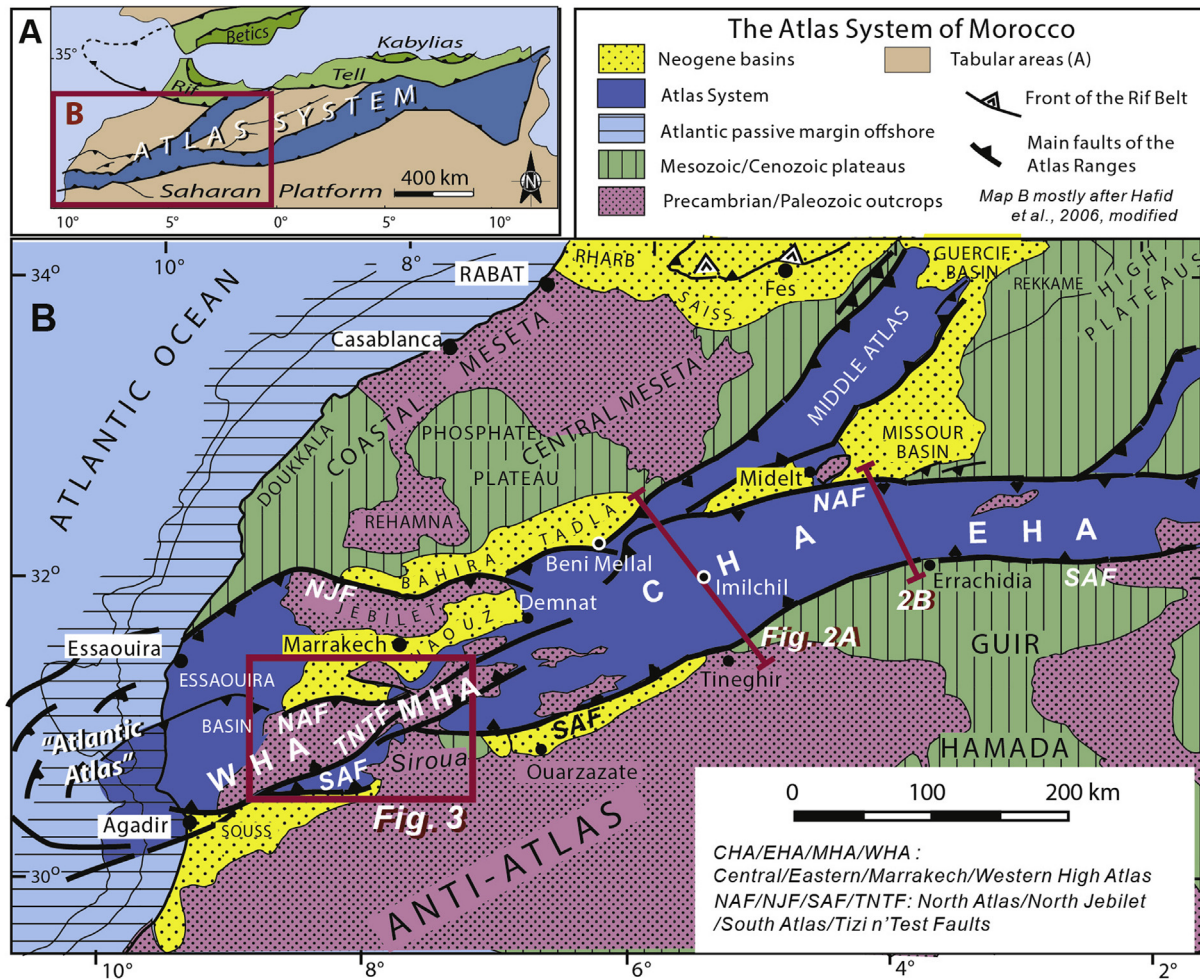 A
35°
Betics
Kabylias
Rif
Tell
B
ATLAS SYSTEM
Saharan Platform
400 km
N
10°
5°
0°
5°
10°
The Atlas System of Morocco
Neogene basins
Atlas System
Atlantic passive margin offshore
Mesozoic/Cenozoic plateaus
Precambrian/Paleozoic outcrops
Tabular areas (A)
Front of the Rif Belt
Main faults of the
Atlas Ranges
Map B mostly after Hafid
et al., 2006, modified
B
34°
10°
8°
RABAT
RHARB
SAISS
Fes
GUERCIF
BASIN
REKKAME
HIGH
PLATEAUS
ATLANTIC OCEAN
Casablanca
COASTAL MESETA
CENTRAL MESETA
MIDDLE ATLAS
DOUKKALA
PHOSPHATE
PLATEAU
MISSOUR
BASIN
Midelt
NAF
REHAMNA
BAHIRA TADLA
Beni Mellal
CHA
EHA
Imilchil
32°
NJF
JEBILET
Demnat
HAOUZ
Errachidia
SAF
2B
Essaouira
Marrakech
Fig. 2A
GUIR
ESSAOUIRA
BASIN
Tineghir
NAF
TNTF
MHA
WHA
SAF
SAF
Siroua
Ouarzazate
HAMADA
"Atlantic
Atlas"
Fig. 3
Agadir
SOUSS
ANTI-ATLAS
30°
0 100 200 km
CHA/EHA/MHA/WHA :
Central/Eastern/Marrakech/Western High Atlas
NAF/NJF/SAF/TNTF: North Atlas/North Jebilet
/South Atlas/Tizi n'Test Faults
10°
8°
6°
4°
2°